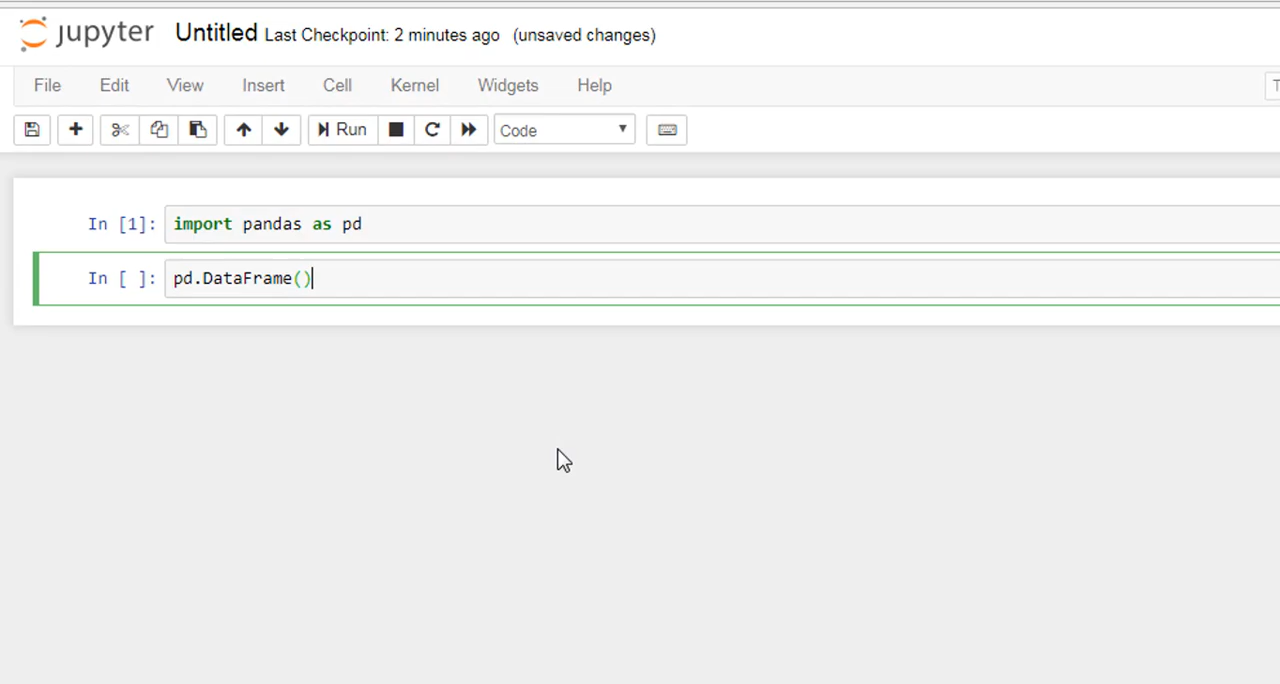 jupyter Untitled Last Checkpoint: 2 minutes ago (unsaved changes)
File Edit View Insert Cell Kernel Widgets Help T
Run Code
In [1]: import pandas as pd
In [ ]: pd.DataFrame()